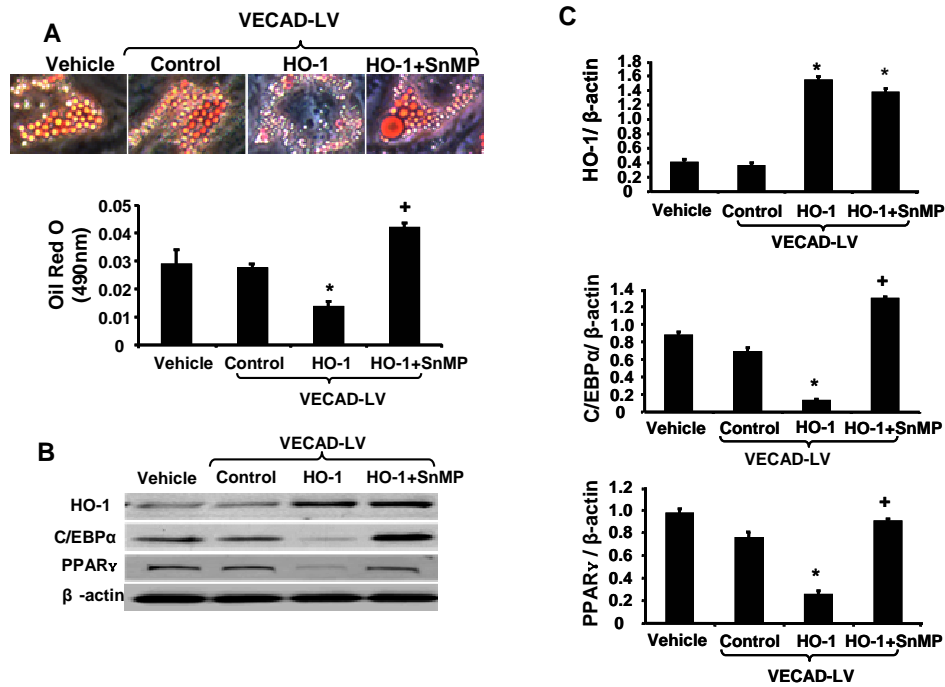 A
VECAD-LV
Vehicle Control HO-1 HO-1+SnMP
Oil Red O
(490nm)
0.05
0.04
0.03
0.02
0.01
0
*
+
Vehicle Control HO-1 HO-1+SnMP
VECAD-LV
B
VECAD-LV
Vehicle Control HO-1 HO-1+SnMP
HO-1
C/EBPα
PPARγ
β -actin
C
HO-1/ β-actin
1.8
1.6
1.4
1.2
1.0
0.8
0.6
0.4
0.2
0
*
*
Vehicle Control HO-1 HO-1+SnMP
VECAD-LV
C/EBPα/ β-actin
1.4
1.2
1.0
0.8
0.6
0.4
0.2
0
*
+
Vehicle Control HO-1 HO-1+SnMP
VECAD-LV
PPARγ / β-actin
1.2
1.0
0.8
0.6
0.4
0.2
0
*
+
Vehicle Control HO-1 HO-1+SnMP
VECAD-LV